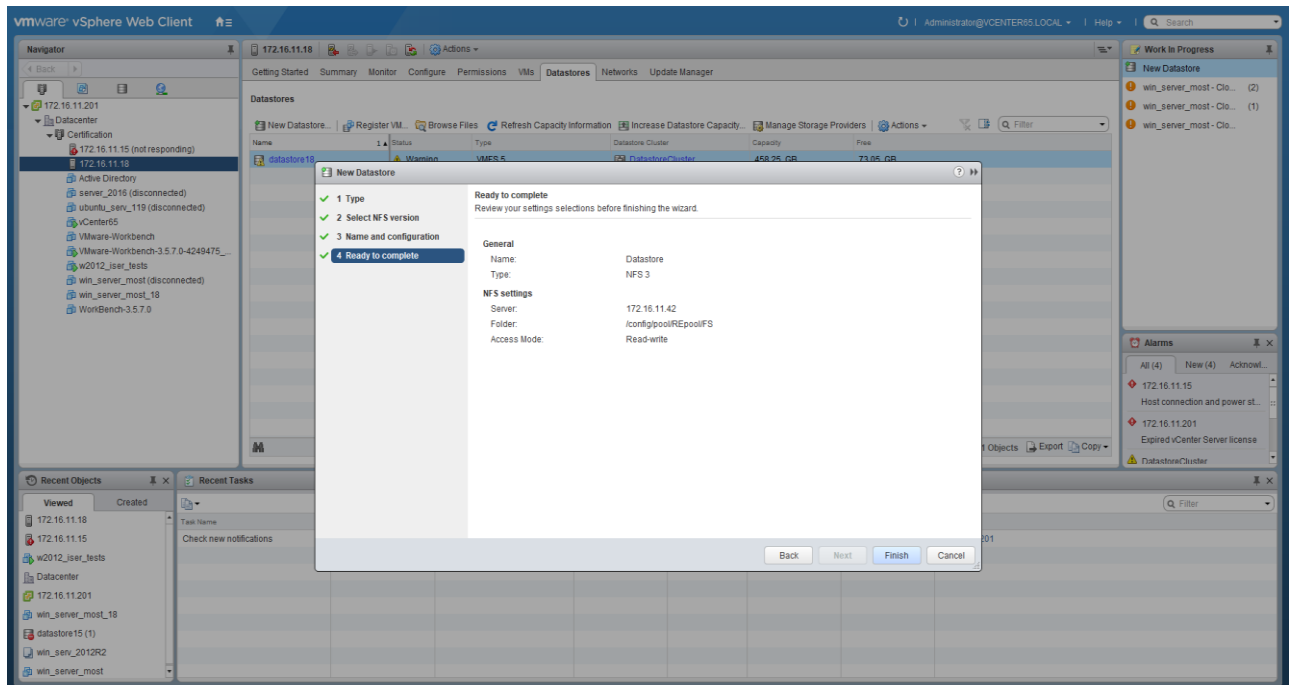 vmware® vSphere Web Client
Administrator@VCENTER65.LOCAL
Help
Search
Navigator
Back
172.16.11.201
Datacenter
Certification
172.16.11.15 (not responding)
172.16.11.18
Active Directory
server_2016 (disconnected)
ubuntu_serv_119 (disconnected)
vCenter65
VMware-Workbench
VMware-Workbench-3.5.7.0-4249475_...
w2012_iser_tests
win_server_most (disconnected)
win_server_most_18
WorkBench-3.5.7.0
172.16.11.18 Actions
Getting Started Summary Monitor Configure Permissions VMs Datastores Networks Update Manager
Datastores
New Datastore... Register VM... Browse Files Refresh Capacity Information Increase Datastore Capacity... Manage Storage Providers Actions Filter
Name 1 Status Type Datastore Cluster Capacity Free
datastore18 Warning VMFS 5 DatastoreCluster 458.25 GB 73.05 GB
New Datastore
1 Type
2 Select NFS version
3 Name and configuration
4 Ready to complete
Ready to complete
Review your settings selections before finishing the wizard.
General
Name: Datastore
Type: NFS 3
NFS settings
Server: 172.16.11.42
Folder: /config/pool/REpool/FS
Access Mode: Read-write
Back Next Finish Cancel
1 Objects Export Copy
Work In Progress
New Datastore
win_server_most - Clo... (2)
win_server_most - Clo... (1)
win_server_most - Clo...
Alarms
All (4) New (4) Acknowl...
172.16.11.15
Host connection and power st...
172.16.11.201
Expired vCenter Server license
DatastoreCluster
Recent Objects
Viewed Created
172.16.11.18
172.16.11.15
w2012_iser_tests
Datacenter
172.16.11.201
win_server_most_18
datastore15 (1)
win_serv_2012R2
win_server_most
Recent Tasks
Filter
Task Name
Check new notifications
201